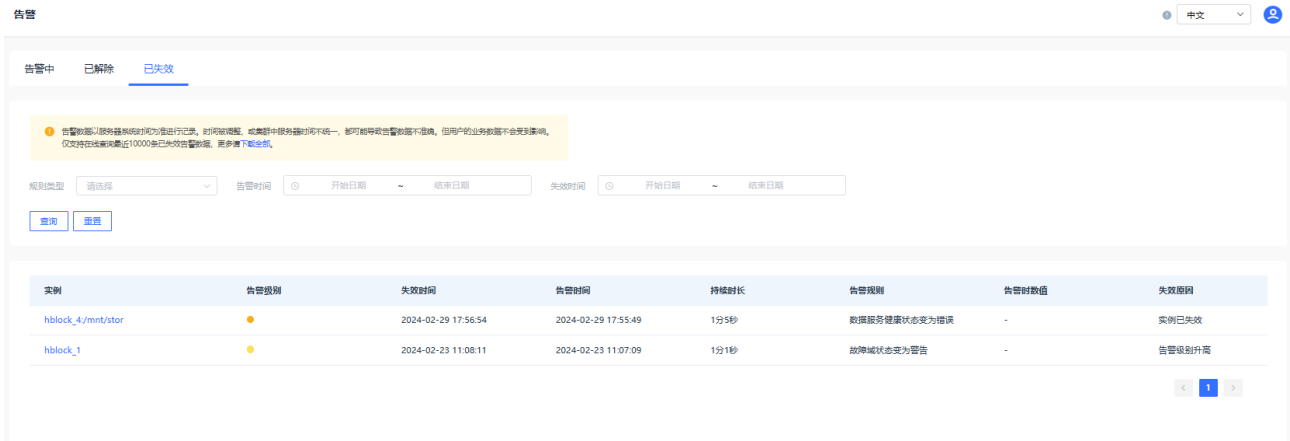 告警
中文
告警中 已解除 已失效
告警数据以服务器系统时间为准进行记录。时间被调整，或集群中服务器时间不统一，都可能导致告警数据不准确。但用户的业务数据不会受到影响。
仅支持在线查询最近10000条已失效告警数据，更多请下载全部。
规则类型 请选择 告警时间 开始日期 ~ 结束日期 失效时间 开始日期 ~ 结束日期
查询 重置
实例 告警级别 失效时间 告警时间 持续时长 告警规则 告警时数值 失效原因
hblock_4:/mnt/stor 2024-02-29 17:56:54 2024-02-29 17:55:49 1分5秒 数据服务健康状态变为错误 - 实例已失效
hblock_1 2024-02-23 11:08:11 2024-02-23 11:07:09 1分1秒 故障域状态变为警告 - 告警级别升高
< 1 >